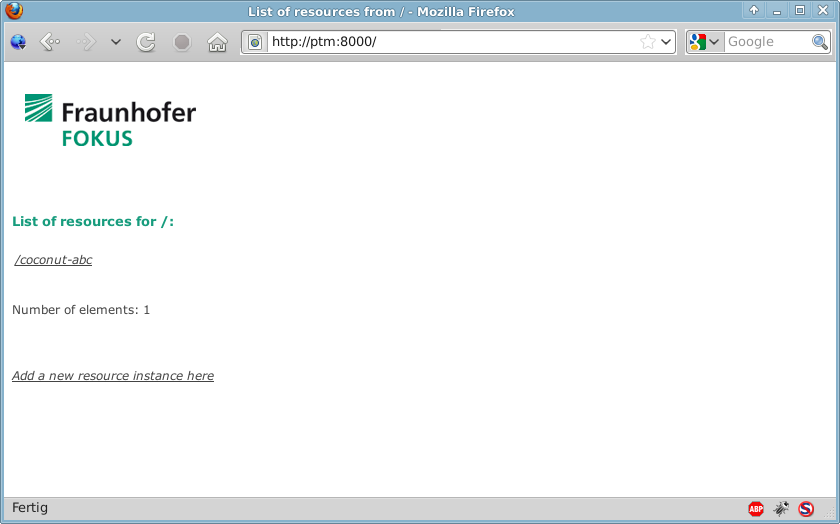 List of resources from / - Mozilla Firefox
http://ptm:8000/
Google
Fraunhofer
FOKUS
List of resources for /:
/coconut-abc
Number of elements: 1
Add a new resource instance here
Fertig
ABP
S